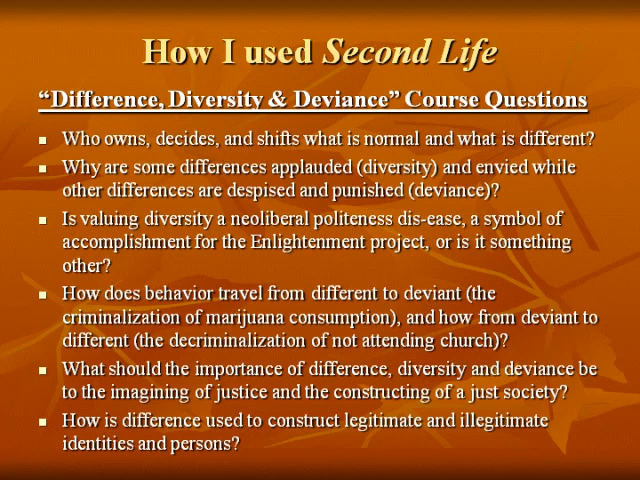 How I used Second Life
“Difference, Diversity & Deviance” Course Questions
Who owns, decides, and shifts what is normal and what is different?
Why are some differences applauded (diversity) and envied while
other differences are despised and punished (deviance)?
Is valuing diversity a neoliberal politeness dis-ease, a symbol of
accomplishment for the Enlightenment project, or is it something
other?
How does behavior travel from different to deviant (the
criminalization of marijuana consumption), and how from deviant to
different (the decriminalization of not attending church)?
What should the importance of difference, diversity and deviance be
to the imagining of justice and the constructing of a just society?
How is difference used to construct legitimate and illegitimate
identities and persons?